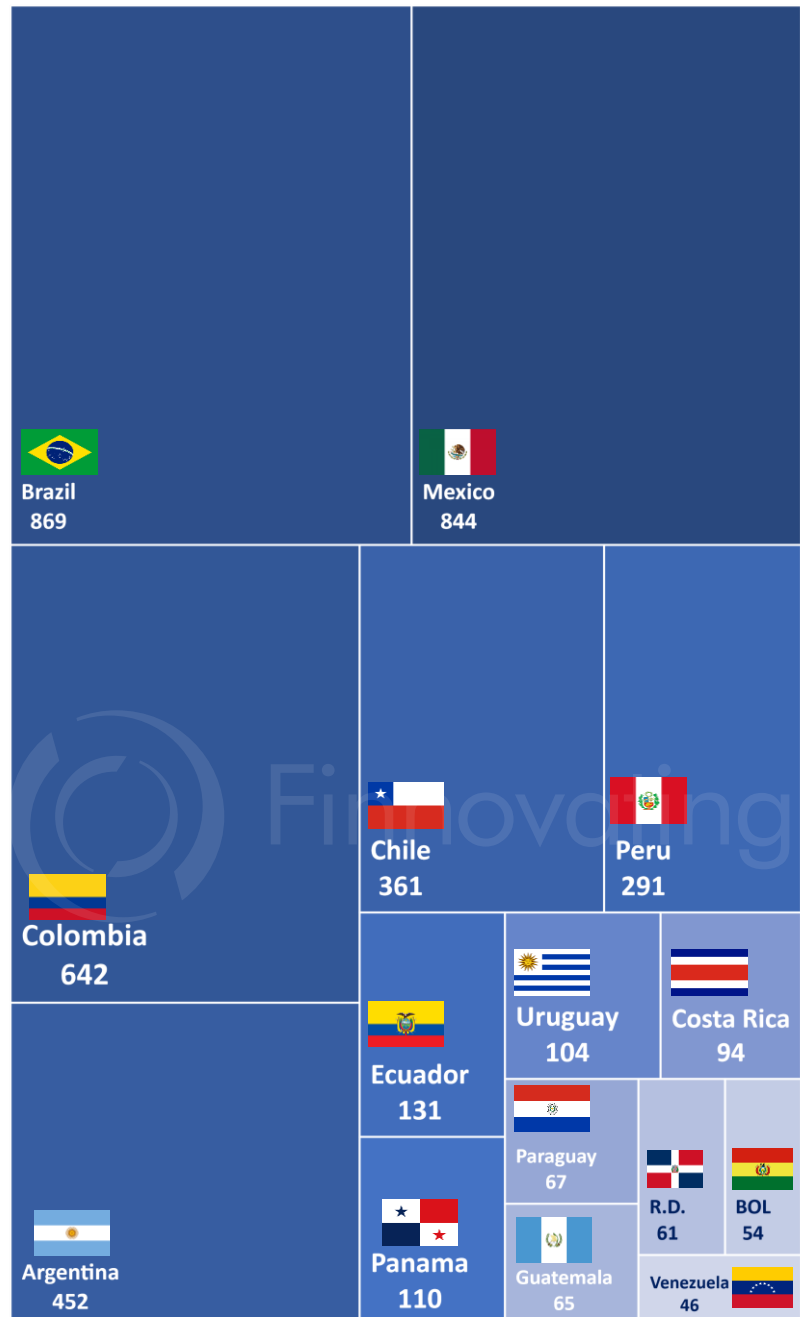 Brazil
869
Mexico
844
Colombia
642
Chile
361
Peru
291
Finnovating
Argentina
452
Ecuador
131
Panama
110
Uruguay
104
Costa Rica
94
Paraguay
67
Guatemala
65
R.D.
61
BOL
54
Venezuela
46